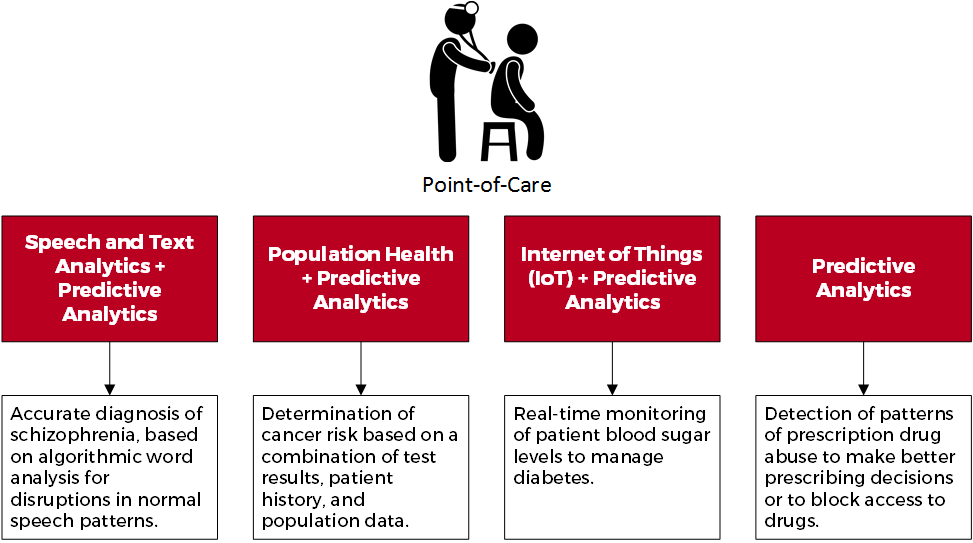 Point-of-Care
Speech and Text
Analytics +
Predictive
Analytics
Population Health
+ Predictive
Analytics
Internet of Things
(IoT) + Predictive
Analytics
Predictive
Analytics
Accurate diagnosis of
schizophrenia, based
on algorithmic word
analysis for
disruptions in normal
speech patterns.
Determination of
cancer risk based on a
combination of test
results, patient
history, and
population data.
Real-time monitoring
of patient blood sugar
levels to manage
diabetes.
Detection of patterns
of prescription drug
abuse to make better
prescribing decisions
or to block access to
drugs.